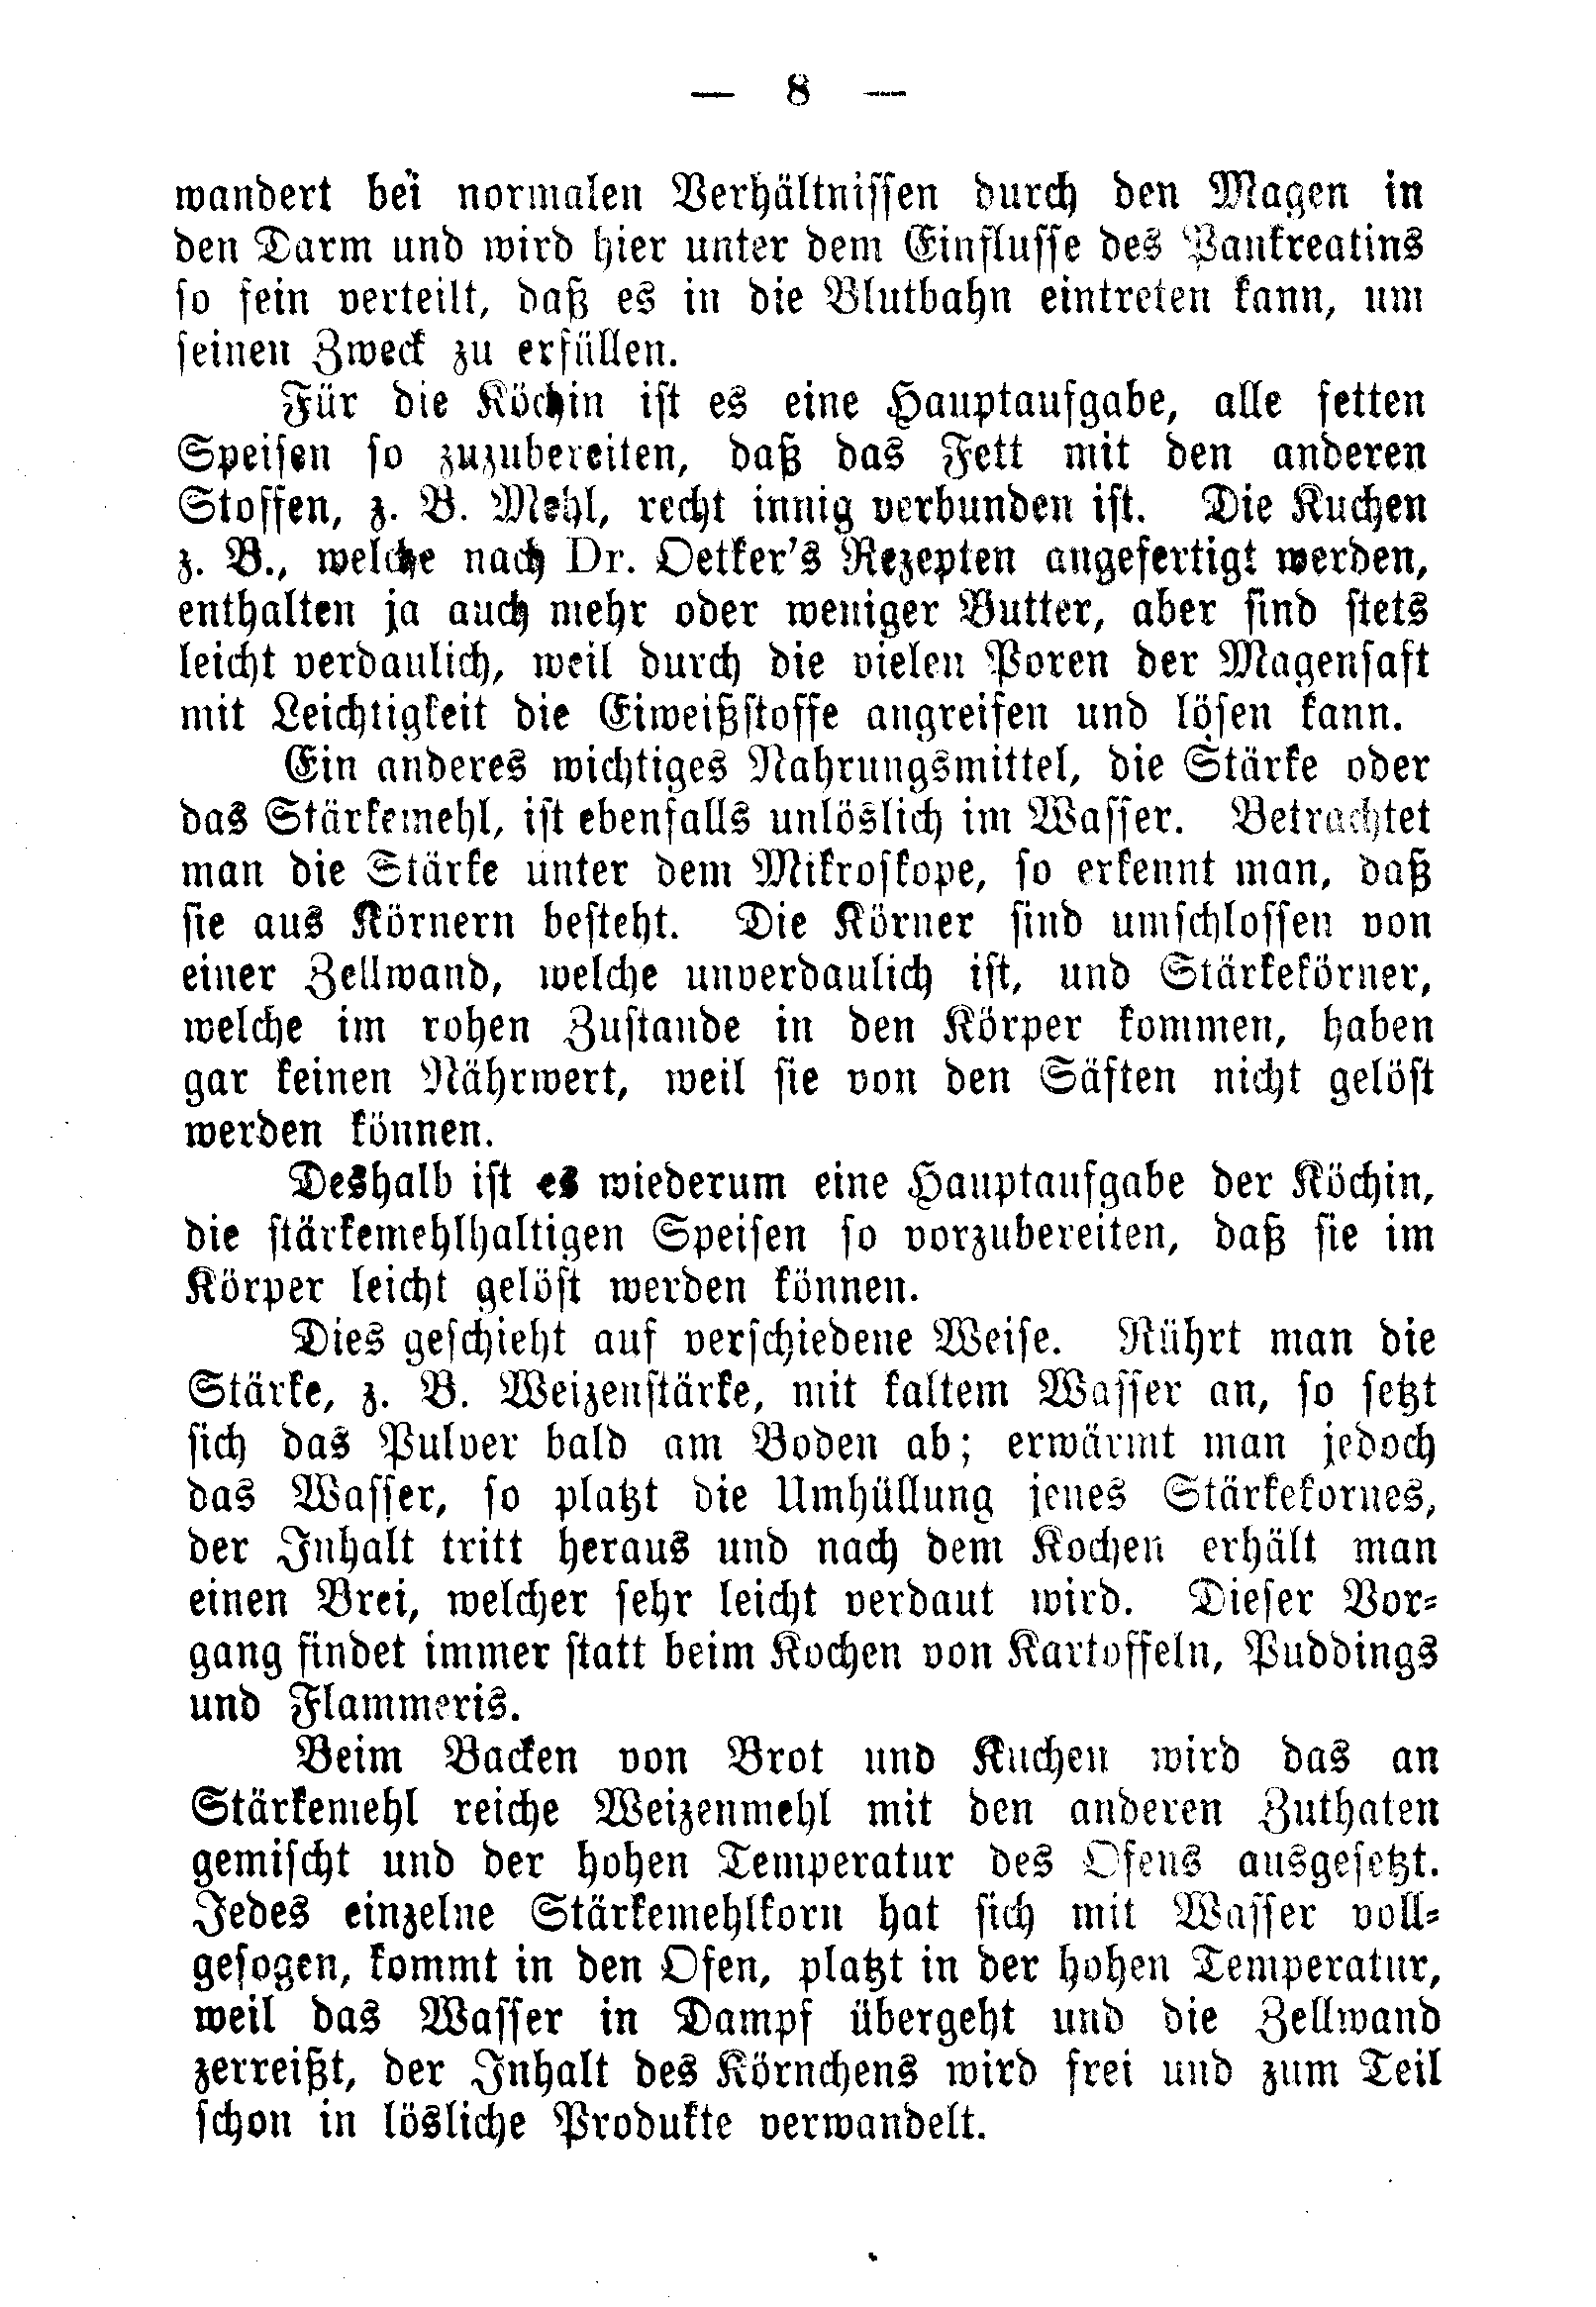 — 8 —
wandert bei normalen Verhältnissen durch den Magen in
den Darm und wird hier unter dem Einflusse des Pankreatins
so fein verteilt, daß es in die Blutbahn eintreten kann, um
seinen Zweck zu erfüllen.
Für die Köchin ist es eine Hauptaufgabe, alle fetten
Speisen so zuzubereiten, daß das Fett mit den anderen
Stoffen, z. B. Mehl, recht innig verbunden ist. Die Kuchen
z. B., welche nach Dr. Oetker's Rezepten angefertigt werden,
enthalten ja auch mehr oder weniger Butter, aber sind stets
leicht verdaulich, weil durch die vielen Poren der Magensaft
mit Leichtigkeit die Eiweißstoffe angreifen und lösen kann.
Ein anderes wichtiges Nahrungsmittel, die Stärke oder
das Stärkemehl, ist ebenfalls unlöslich im Wasser. Betrachtet
man die Stärke unter dem Mikroskope, so erkennt man, daß
sie aus Körnern besteht. Die Körner sind umschlossen von
einer Zellwand, welche unverdaulich ist, und Stärkekörner,
welche im rohen Zustande in den Körper kommen, haben
gar keinen Nährwert, weil sie von den Säften nicht gelöst
werden können.
Deshalb ist es wiederum eine Hauptaufgabe der Köchin,
die stärkemehlhaltigen Speisen so vorzubereiten, daß sie im
Körper leicht gelöst werden können.
Dies geschieht auf verschiedene Weise. Rührt man die
Stärke, z. B. Weizenstärke, mit kaltem Wasser an, so setzt
sich das Pulver bald am Boden ab; erwärmt man jedoch
das Wasser, so platzt die Umhüllung jenes Stärkekornes,
der Inhalt tritt heraus und nach dem Kochen erhält man
einen Brei, welcher sehr leicht verdaut wird. Dieser Vor-
gang findet immer statt beim Kochen von Kartoffeln, Puddings
und Flammeris.
Beim Backen von Brot und Kuchen wird das an
Stärkemehl reiche Weizenmehl mit den anderen Zuthaten
gemischt und der hohen Temperatur des Ofens ausgesetzt.
Jedes einzelne Stärkemehlkorn hat sich mit Wasser voll-
gesogen, kommt in den Ofen, platzt in der hohen Temperatur,
weil das Wasser in Dampf übergeht und die Zellwand
zerreißt, der Inhalt des Körnchens wird frei und zum Teil
schon in lösliche Produkte verwandelt.